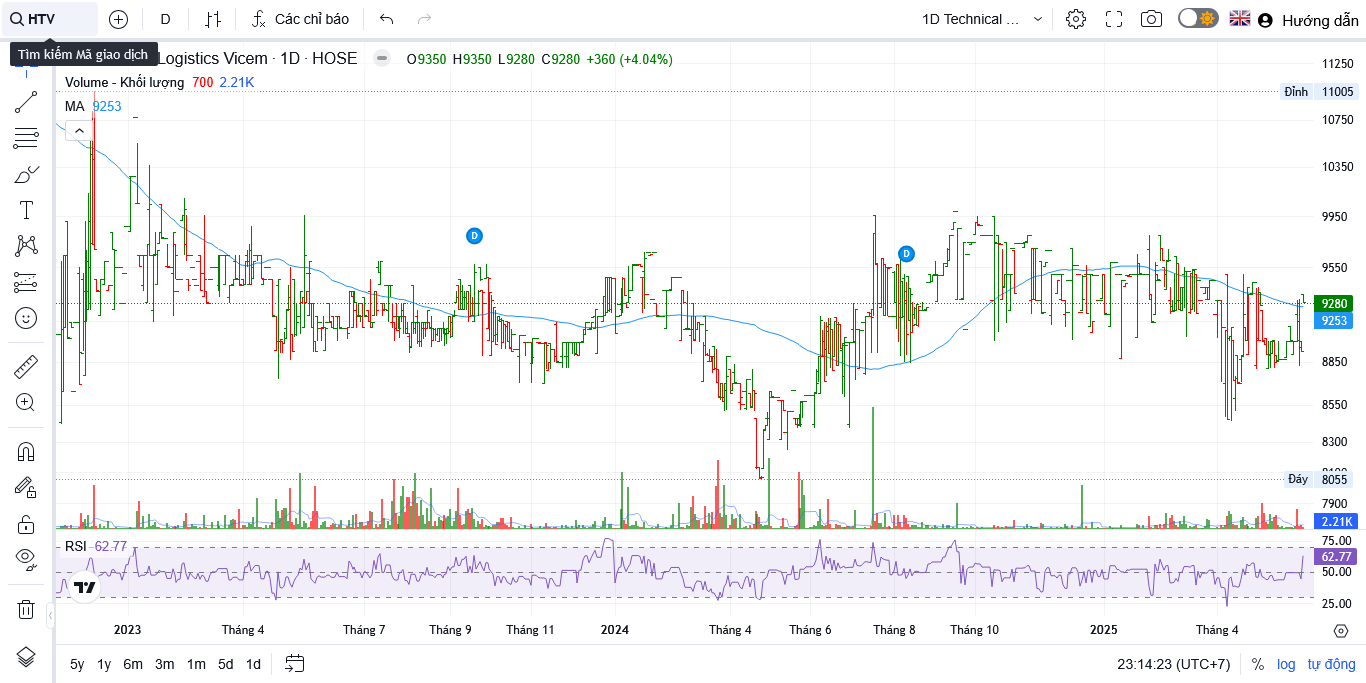 HTV
D
Các chỉ báo
1D Technical ...
Hướng dẫn
Tìm kiếm Mã giao dịch
Logistics Vicem · 1D · HOSE
O9350 H9350 L9280 C9280 +360 (+4.04%)
Volume - Khối lượng 700 2.21K
MA 9253
11250
Đỉnh 11005
10750
10350
9950
D
D
9550
9280
9253
8850
8550
8300
Đáy 8055
7900
2.21K
RSI 62.77
75.00
62.77
50.00
25.00
2023 Tháng 4 Tháng 7 Tháng 9 Tháng 11 2024 Tháng 4 Tháng 6 Tháng 8 Tháng 10 2025 Tháng 4
5y 1y 6m 3m 1m 5d 1d
23:14:23 (UTC+7) % log tự động